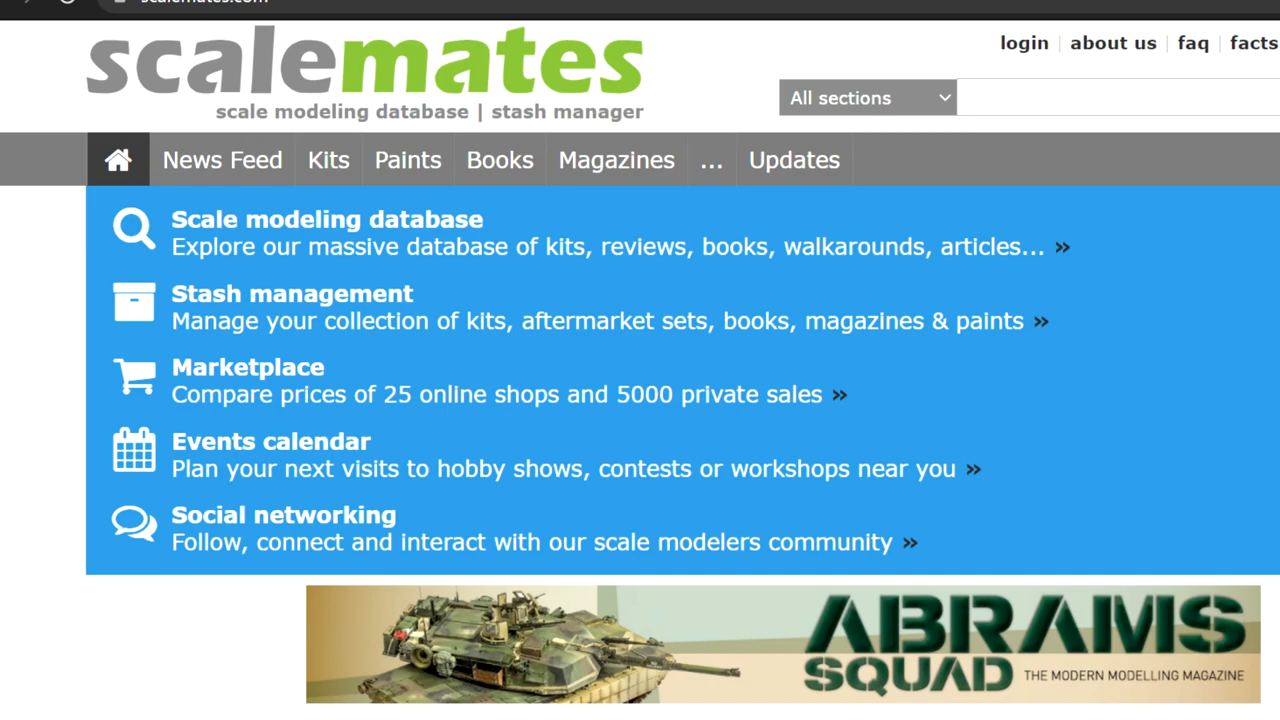 scalemates.com
scalemates
scale modeling database | stash manager
login
about us
faq
facts
All sections
News Feed
Kits
Paints
Books
Magazines
...
Updates
Scale modeling database
Explore our massive database of kits, reviews, books, walkarounds, articles... »
Stash management
Manage your collection of kits, aftermarket sets, books, magazines & paints »
Marketplace
Compare prices of 25 online shops and 5000 private sales »
Events calendar
Plan your next visits to hobby shows, contests or workshops near you »
Social networking
Follow, connect and interact with our scale modelers community »
ABRAMS
SQUAD
THE MODERN MODELLING MAGAZINE